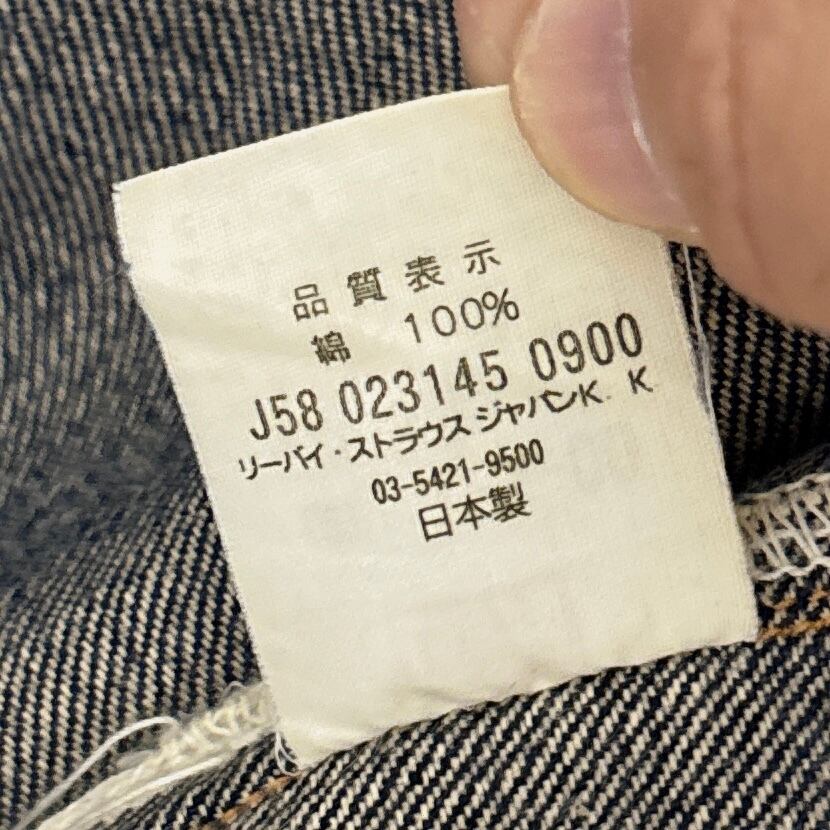 品質表示
綿 100%
J58 023145 0900
リーバイ・ストラウス ジャパンK. K
03-5421-9500
日本製